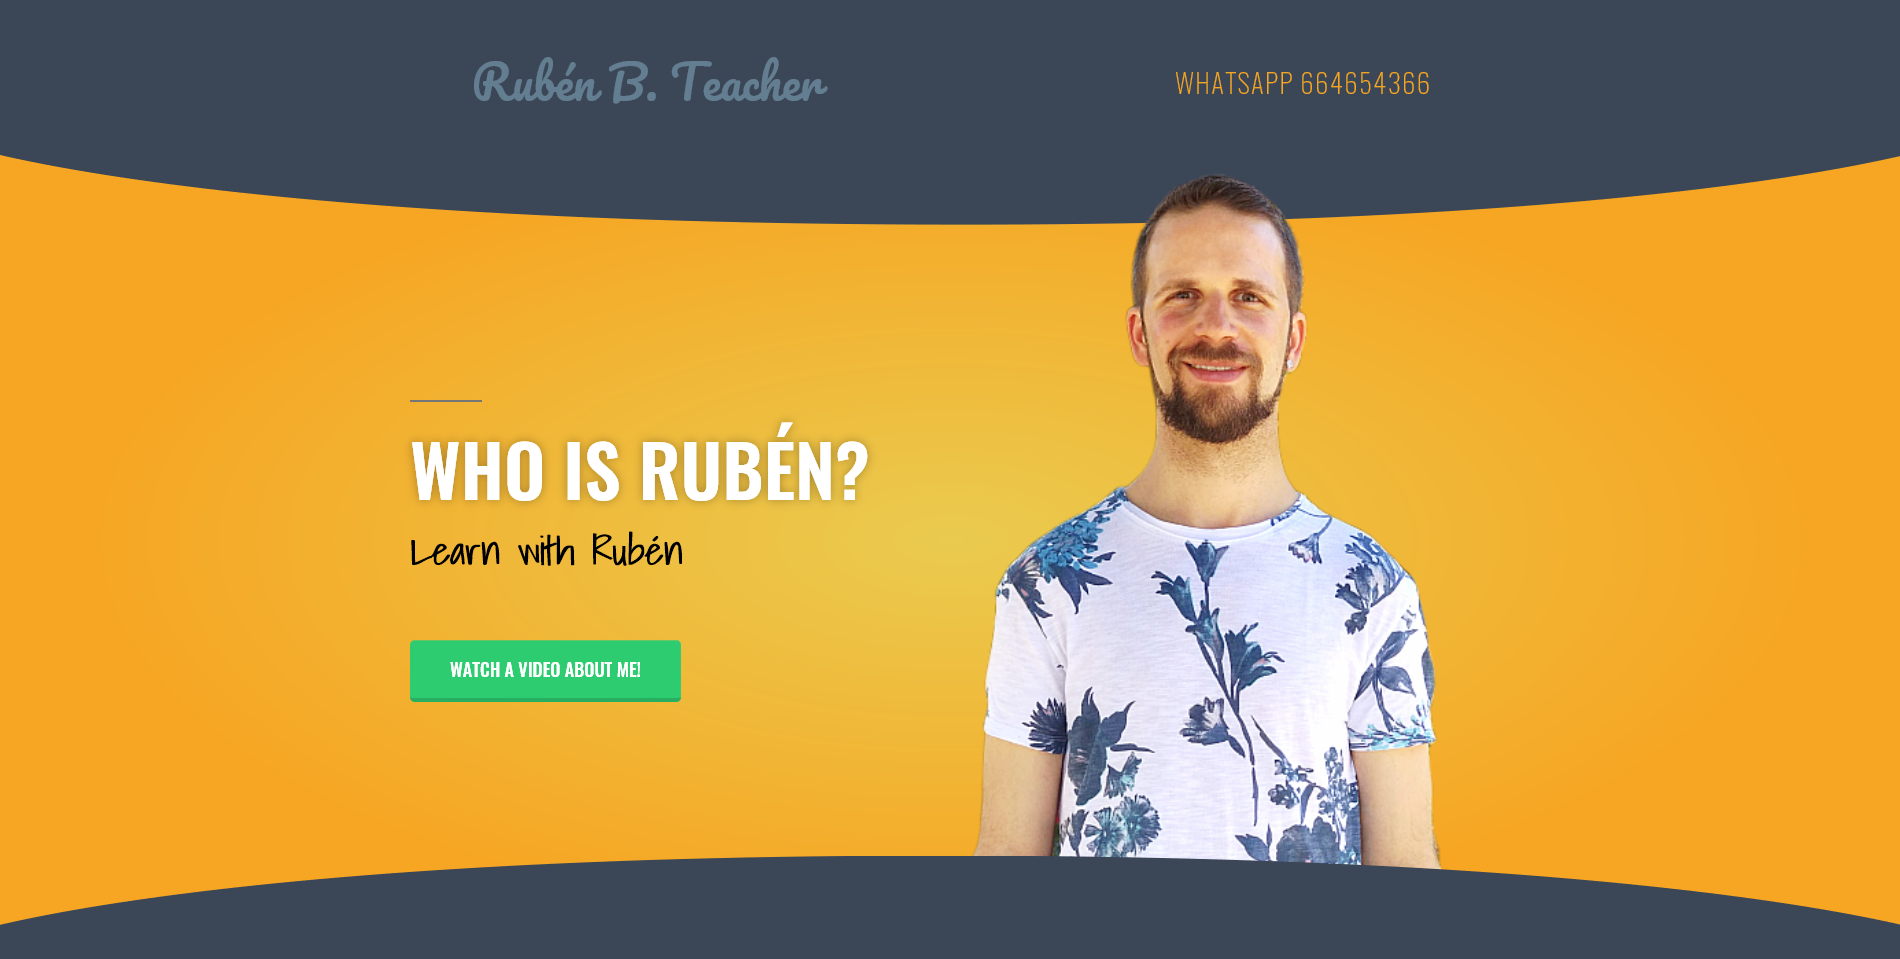 Rubén B. Teacher
WHATSAPP 664654366
WHO IS RUBÉN?
Learn with Rubén
WATCH A VIDEO ABOUT ME!